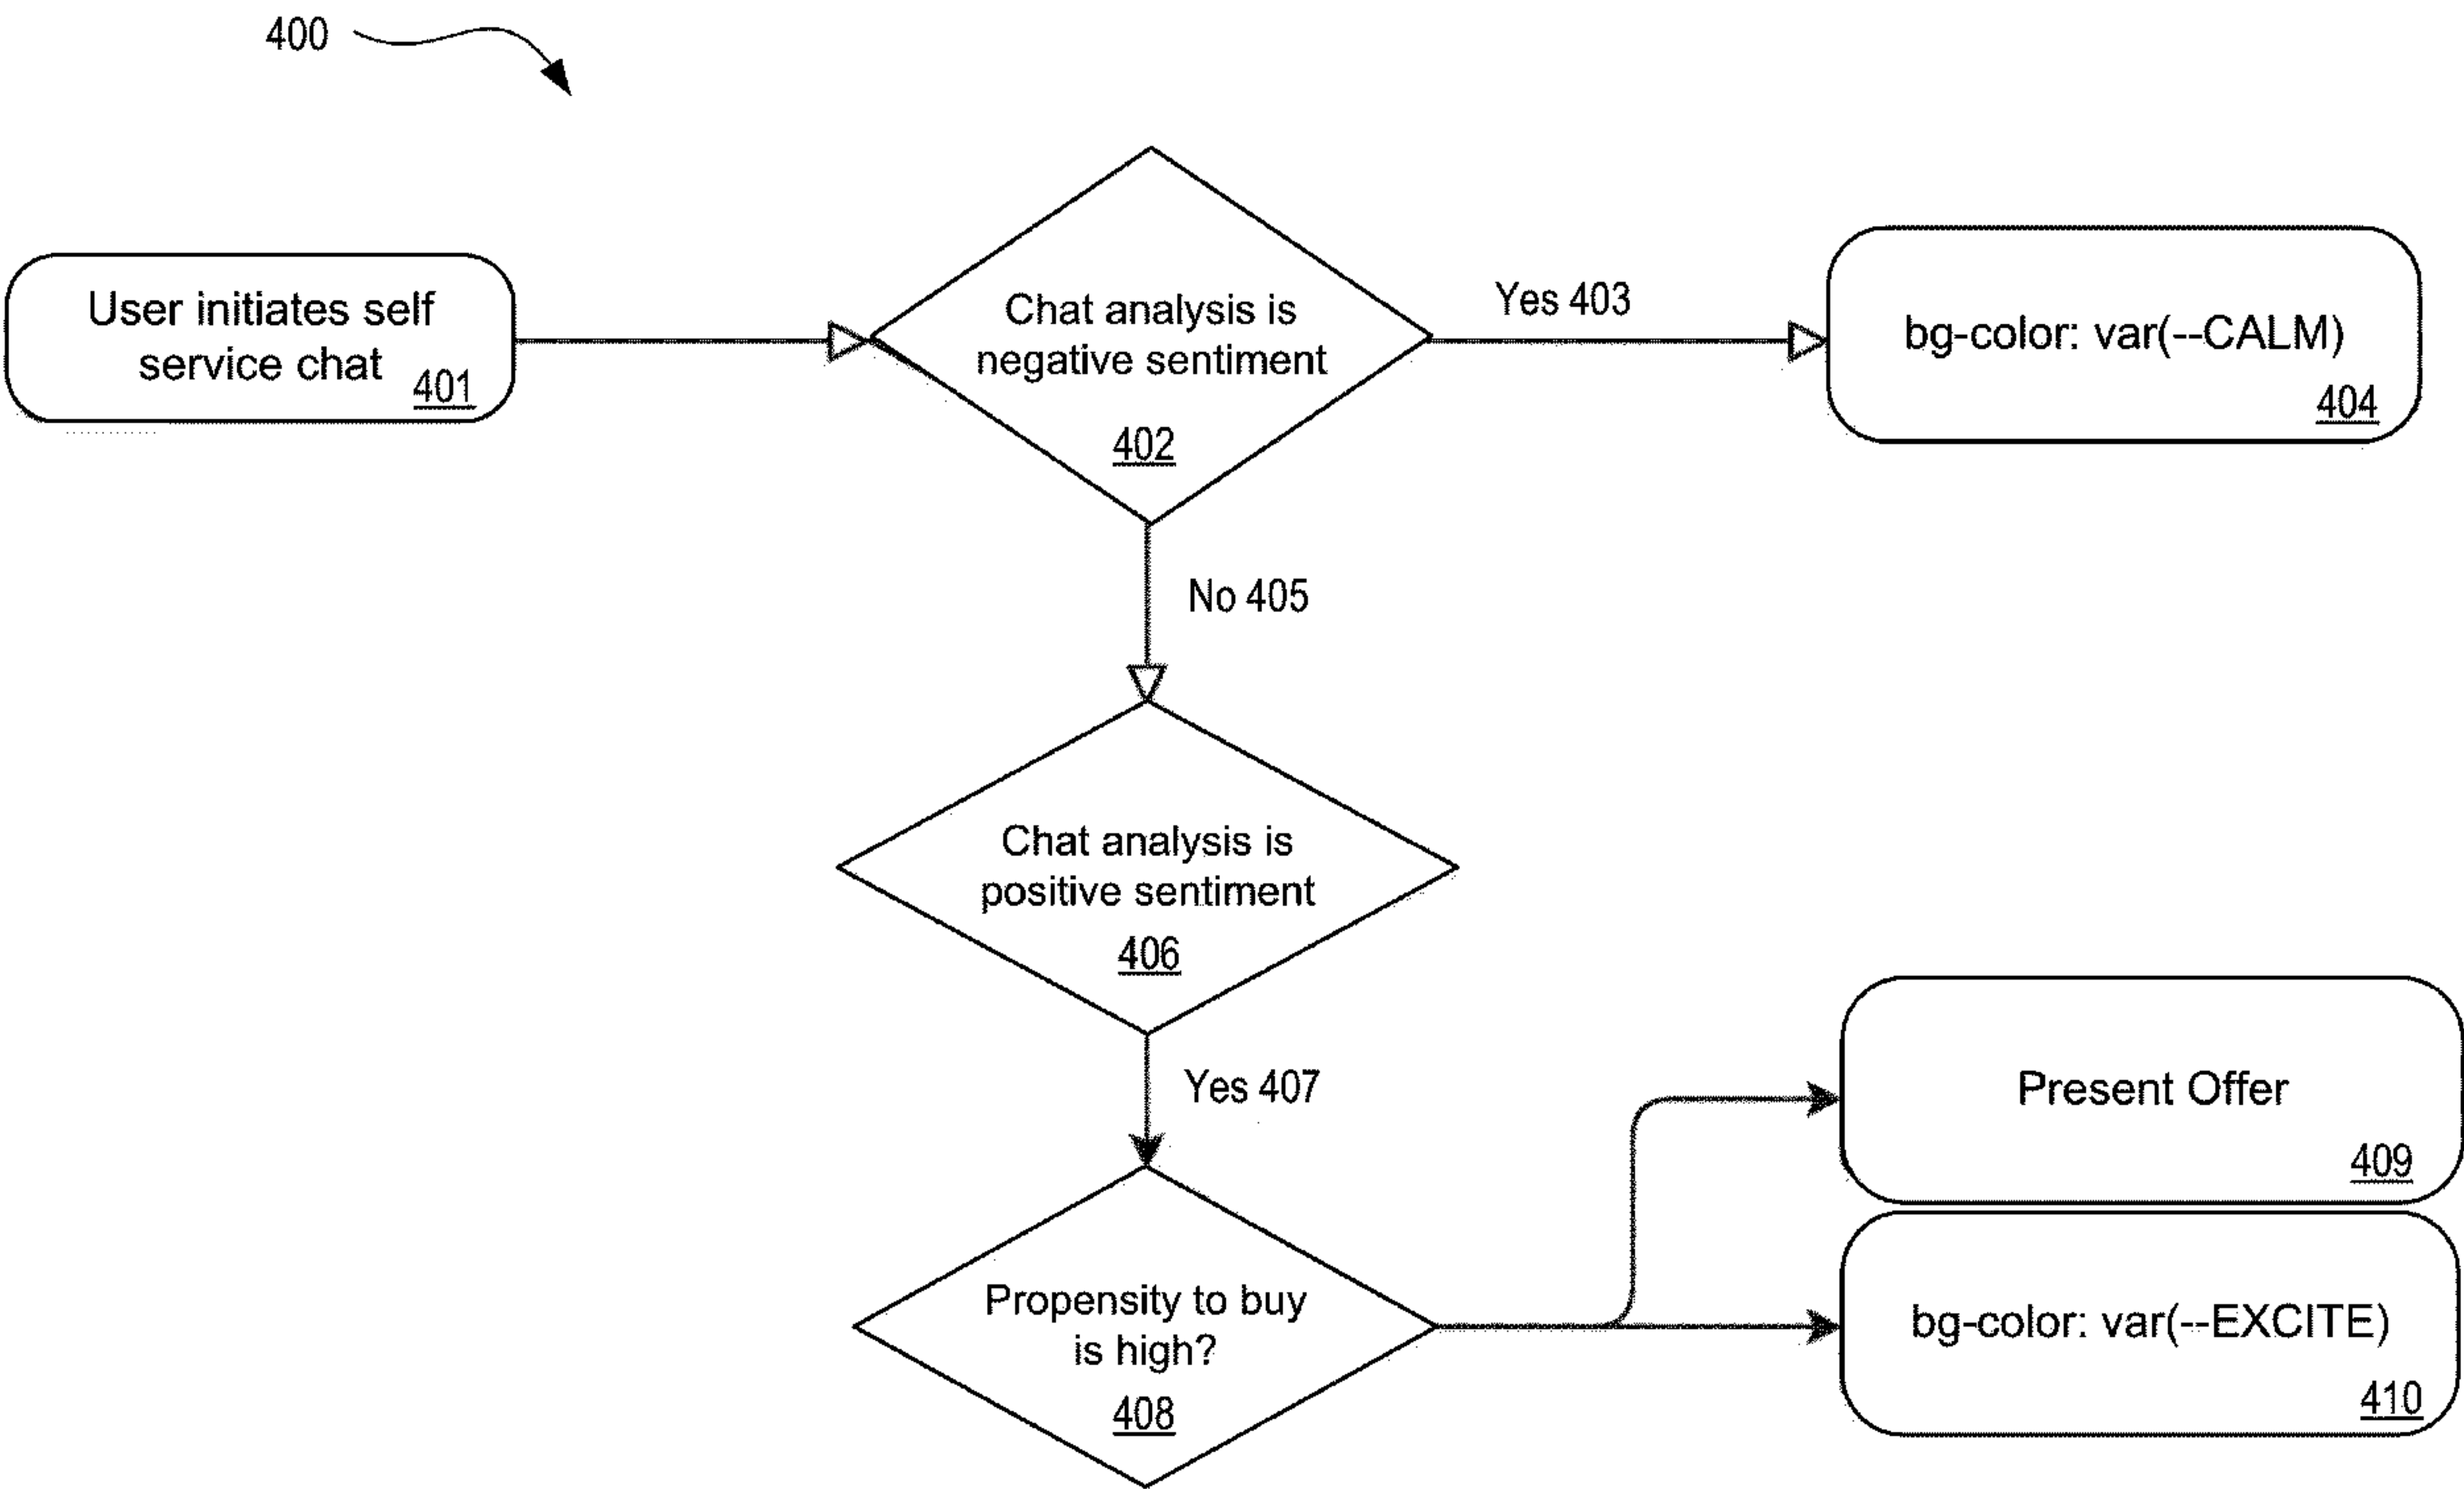 400
User initiates self
service chat
401
Chat analysis is
negative sentiment
402
Yes 403
bg-color: var(--CALM)
404
No 405
Chat analysis is
positive sentiment
406
Yes 407
Propensity to buy
is high?
408
Present Offer
409
bg-color: var(--EXCITE)
410